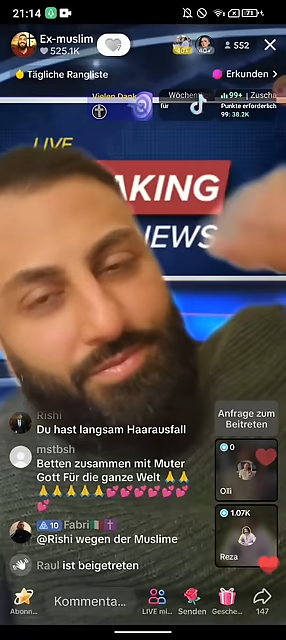 21:14
71
Ex-muslim
525.1K
552
Tägliche Rangliste
Erkunden >
Vielen Dank
für
99+ | Zuscha
Punkte erforderlich
99: 38.2K
LIVE
AKING
NEWS
Rishi
Du hast langsam Haarausfall
mstbsh
Betten zusammen mit Muter
Gott Für die ganze Welt 🙏🙏
🙏🙏🙏🙏🙏💕💕💕💕💕
💕
10 Fabri🇮🇹✝️
@Rishi wegen der Muslime
Raul ist beigetreten
Anfrage zum
Beitreten
0
Olli
1.07K
Reza
Abonn...
Kommenta...
LIVE mi...
Senden
Gesche...
147